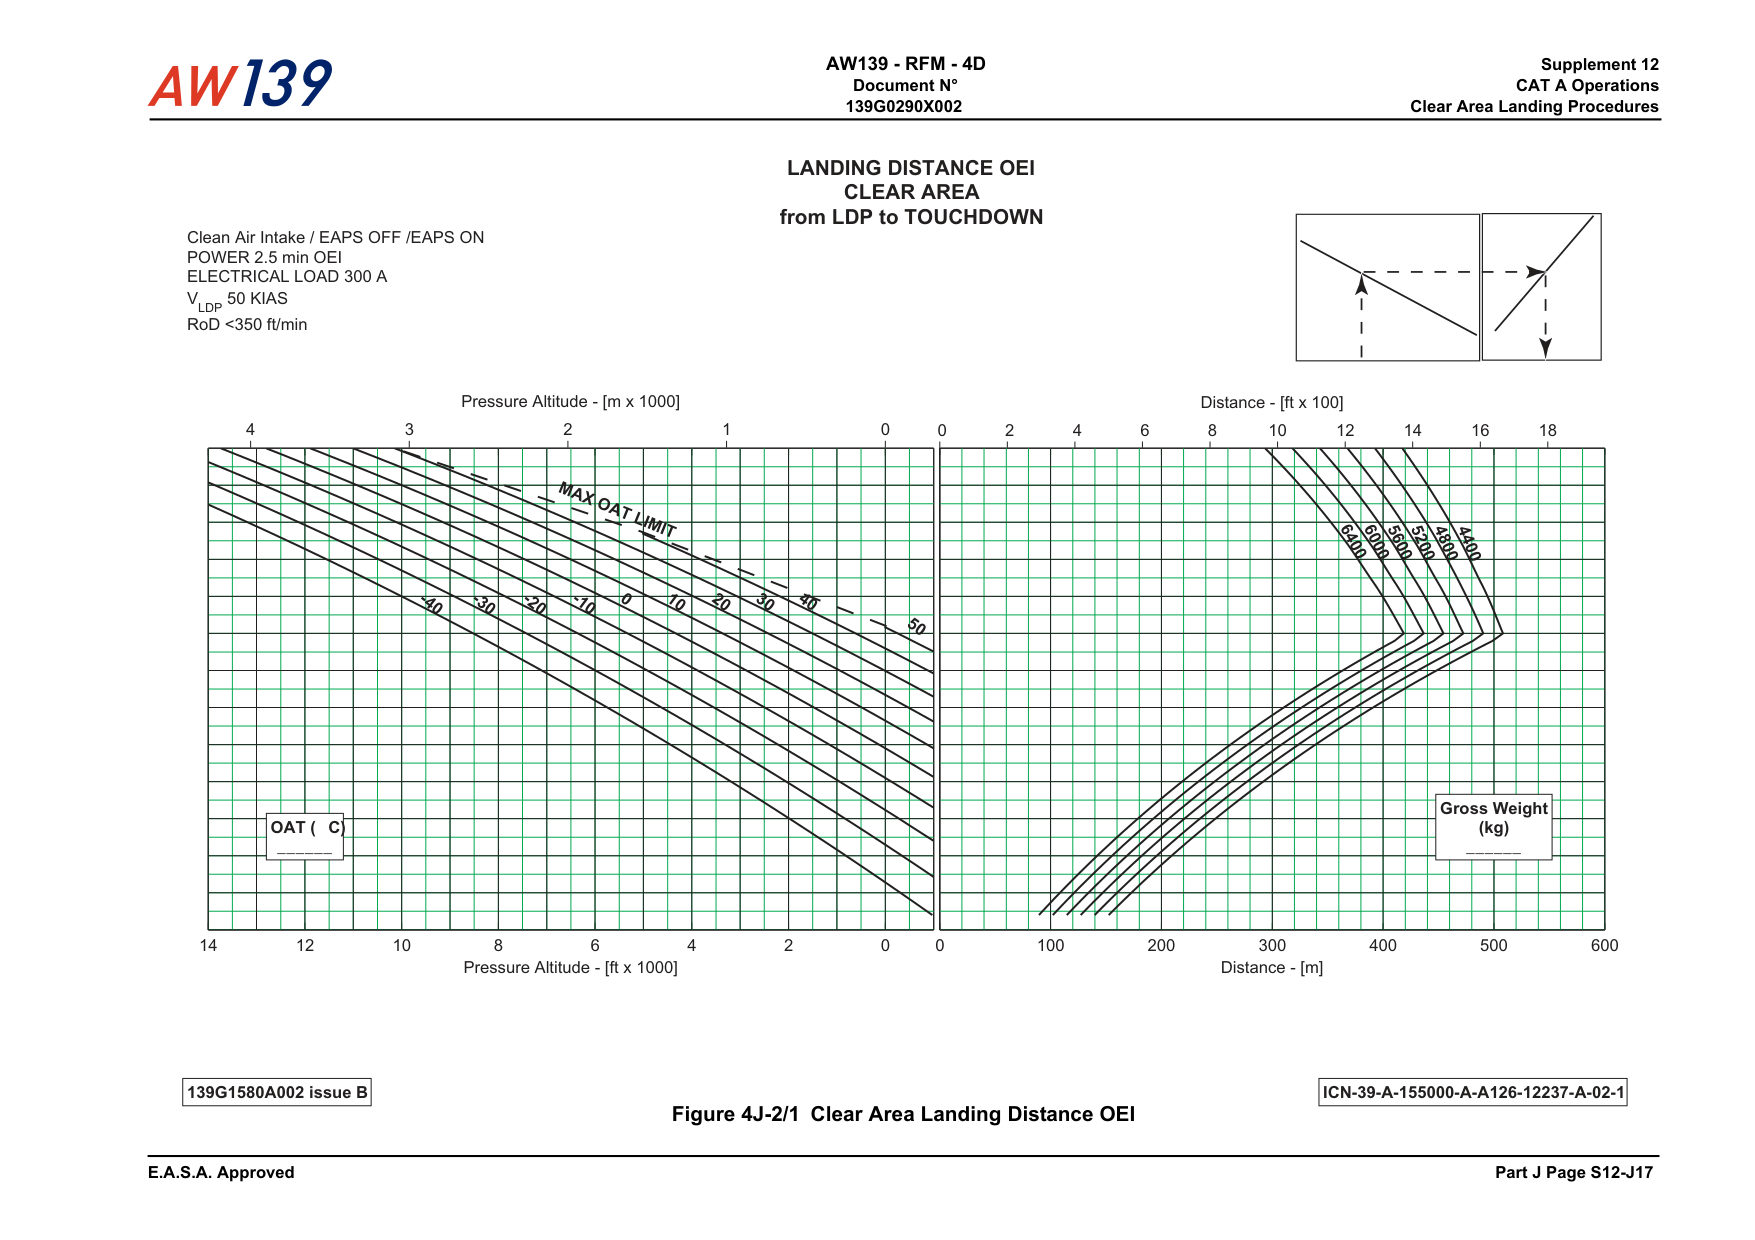 AW139
AW139 - RFM - 4D
Document N°
139G0290X002
Supplement 12
CAT A Operations
Clear Area Landing Procedures
LANDING DISTANCE OEI
CLEAR AREA
from LDP to TOUCHDOWN
Clean Air Intake / EAPS OFF /EAPS ON
POWER 2.5 min OEI
ELECTRICAL LOAD 300 A
VLDP 50 KIAS
RoD <350 ft/min
Pressure Altitude - [m x 1000]
4 3 2 1 0
Distance - [ft x 100]
0 2 4 6 8 10 12 14 16 18
MAX OAT LIMIT
-40 -30 -20 -10 0 10 20 30 40 50
6400 6000 5600 5200 4800 4400
OAT ( C)
______
Gross Weight
(kg)
______
14 12 10 8 6 4 2 0
Pressure Altitude - [ft x 1000]
0 100 200 300 400 500 600
Distance - [m]
139G1580A002 issue B
ICN-39-A-155000-A-A126-12237-A-02-1
Figure 4J-2/1 Clear Area Landing Distance OEI
E.A.S.A. Approved
Part J Page S12-J17